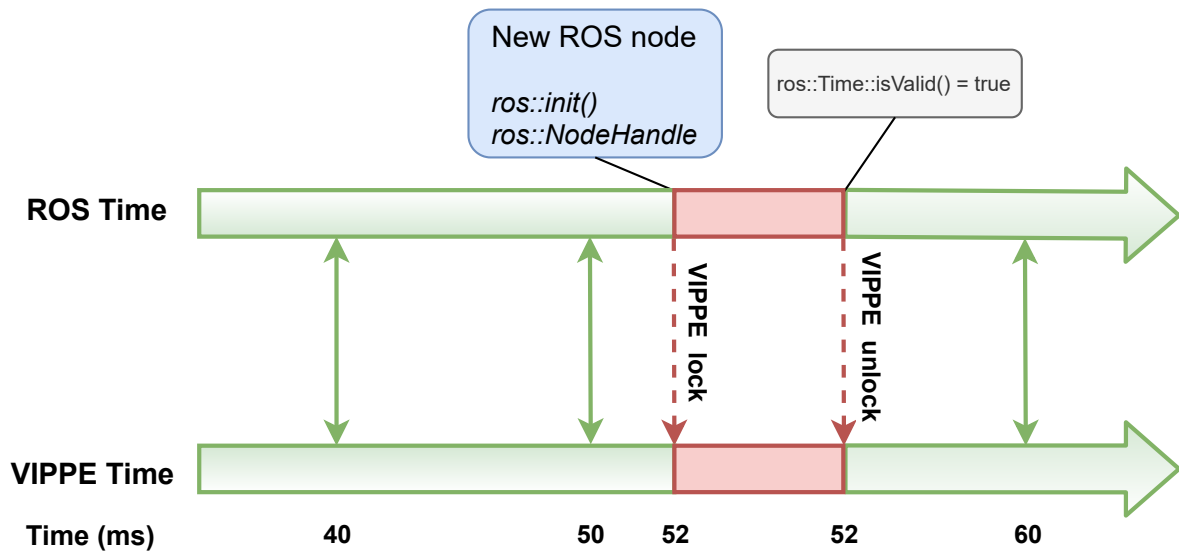 New ROS node
ros::init()
ros::NodeHandle
ros::Time::isValid() = true
ROS Time
VIPPE lock
VIPPE unlock
VIPPE Time
Time (ms) 40 50 52 52 60